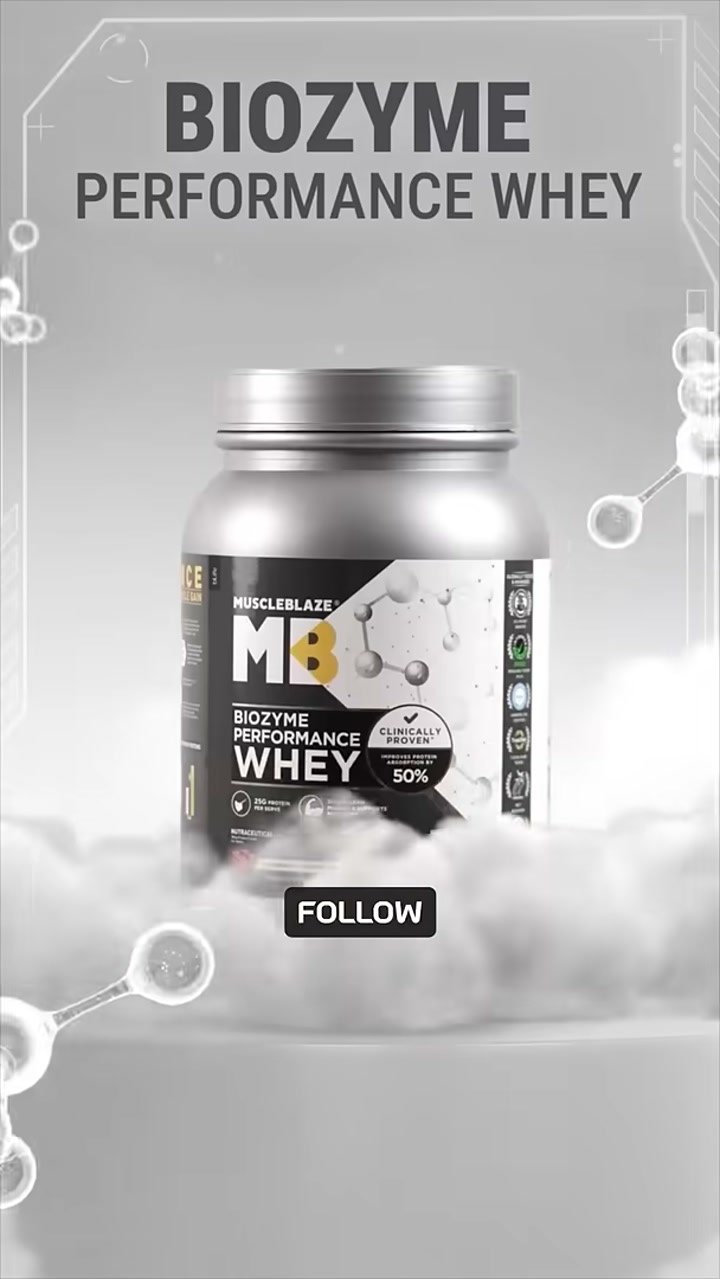 BIOZYME
PERFORMANCE WHEY
MUSCLEBLAZE
MB
BIOZYME
PERFORMANCE
WHEY
CLINICALLY
PROVEN
IMPROVES PROTEIN
ABSORPTION BY
50%
25G PROTEIN
PER SERVE
NUTRACEUTICAL
FOLLOW